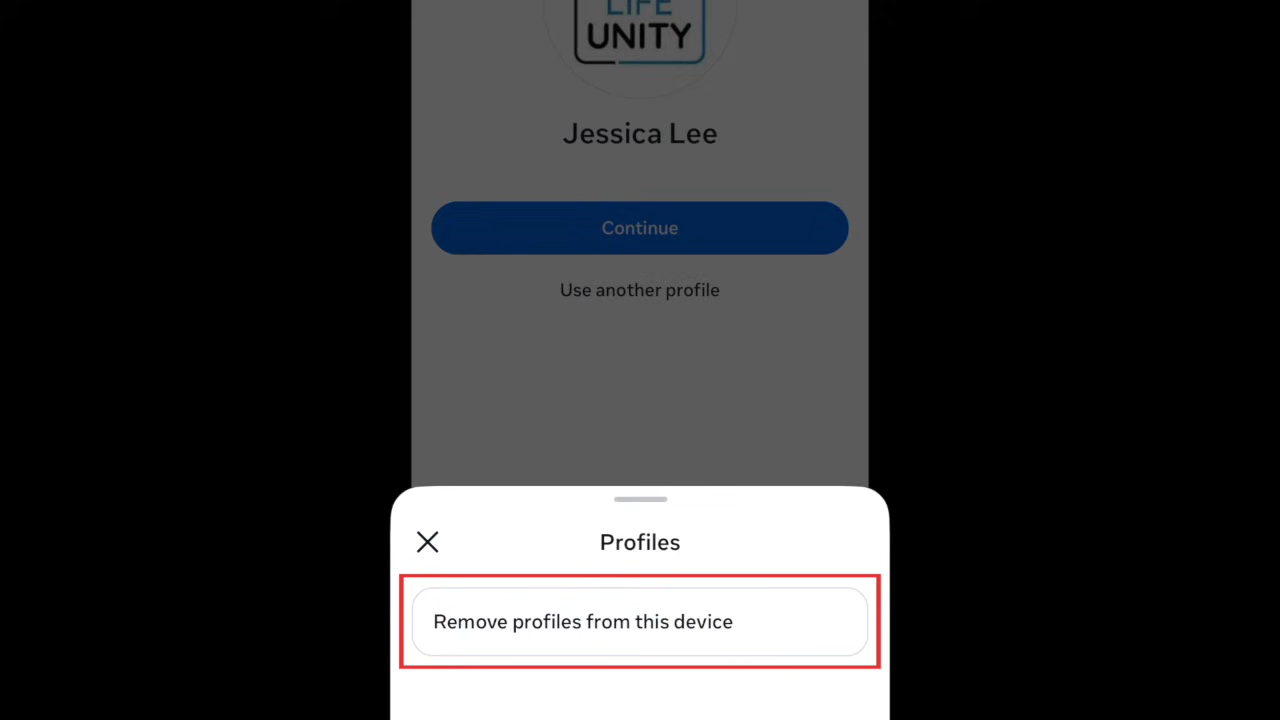 LIFE
UNITY
Jessica Lee
Continue
Use another profile
Profiles
Remove profiles from this device